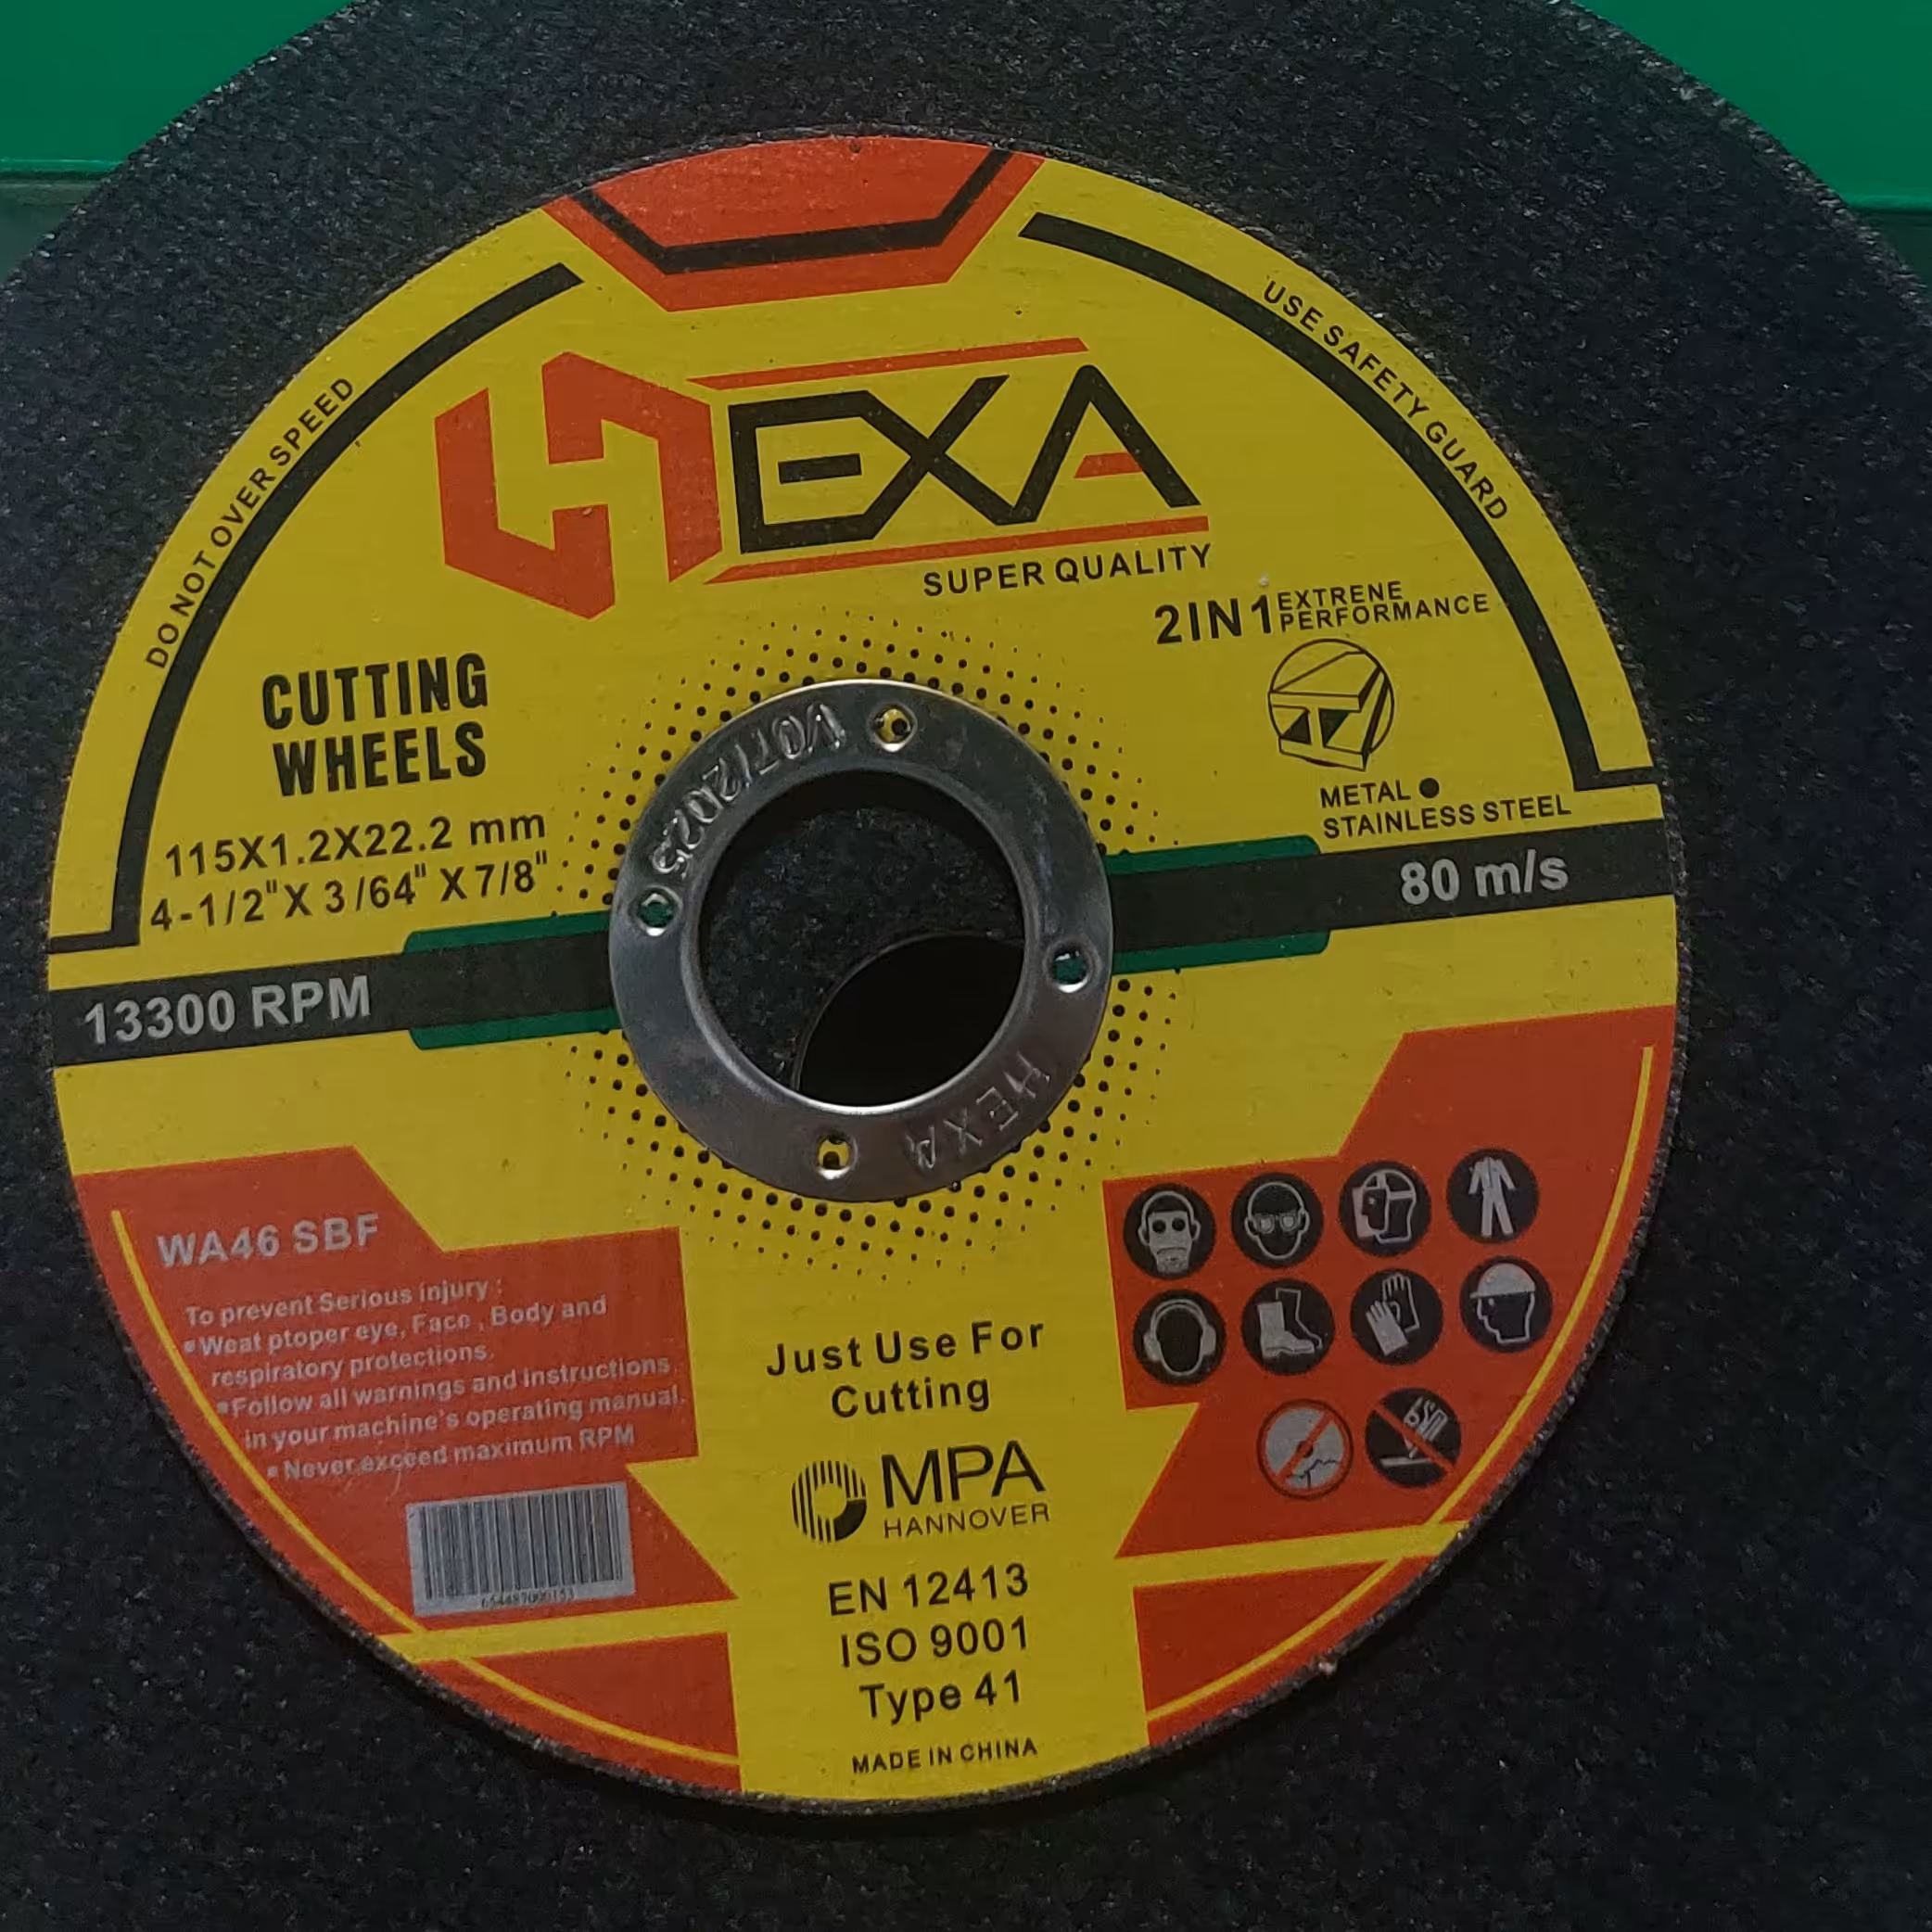 DO NOT OVER SPEED
USE SAFETY GUARD
HEXA
SUPER QUALITY
2IN1 EXTRENE
PERFORMANCE
CUTTING
WHEELS
115X1.2X22.2 mm
4-1/2"X 3/64" X 7/8"
METAL ●
STAINLESS STEEL
V07/2025
13300 RPM
80 m/s
HEXA
WA46 SBF
To prevent Serious injury :
▪Weat ptoper eye, Face , Body and
respiratory protections.
▪Follow all warnings and instructions
in your machine's operating manual.
▪Never exceed maximum RPM
Just Use For
Cutting
MPA
HANNOVER
EN 12413
ISO 9001
Type 41
MADE IN CHINA